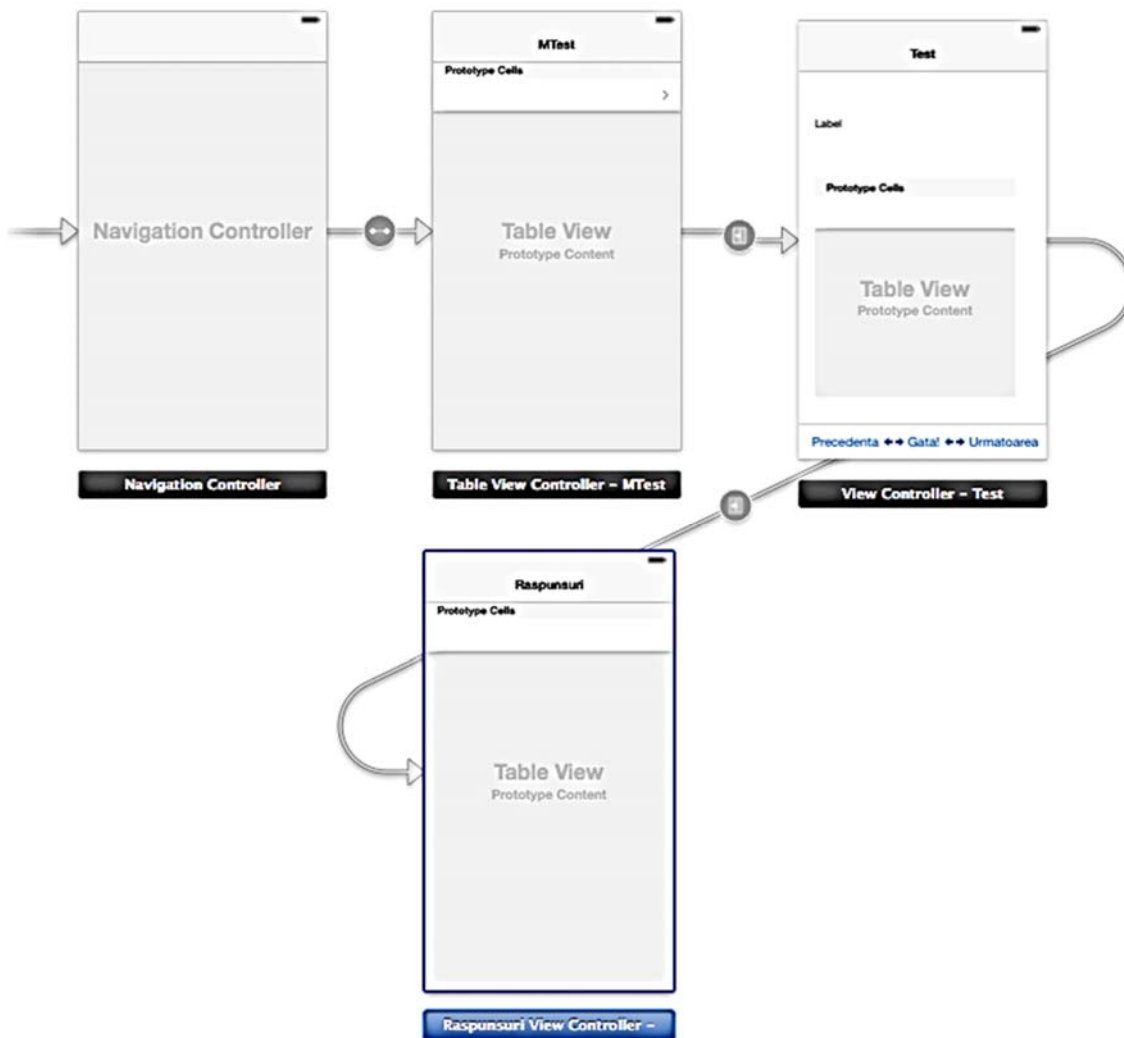 Navigation Controller
Navigation Controller
MTest
Prototype Cells
Table View
Prototype Content
Table View Controller – MTest
Test
Label
Prototype Cells
Table View
Prototype Content
Precedenta Gata! Urmatoarea
View Controller – Test
Raspunsuri
Prototype Cells
Table View
Prototype Content
Raspunsuri View Controller –